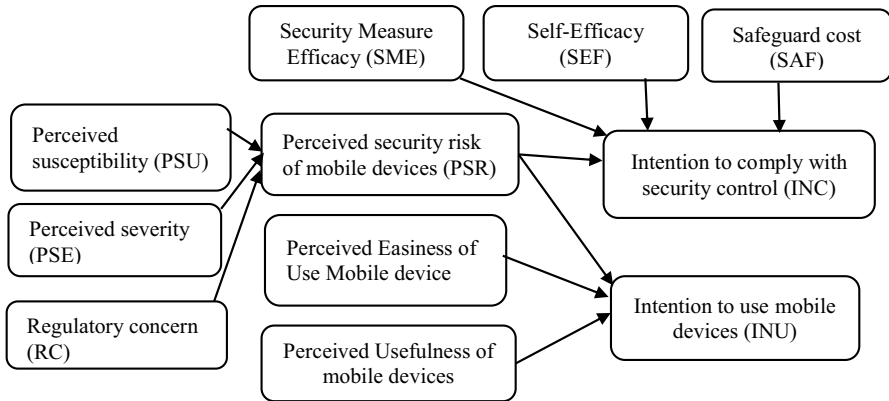 Security Measure
Efficacy (SME)
Self-Efficacy
(SEF)
Safeguard cost
(SAF)
Perceived
susceptibility (PSU)
Perceived security risk
of mobile devices (PSR)
Intention to comply with
security control (INC)
Perceived severity
(PSE)
Perceived Easiness of
Use Mobile device
Regulatory concern
(RC)
Intention to use mobile
devices (INU)
Perceived Usefulness of
mobile devices